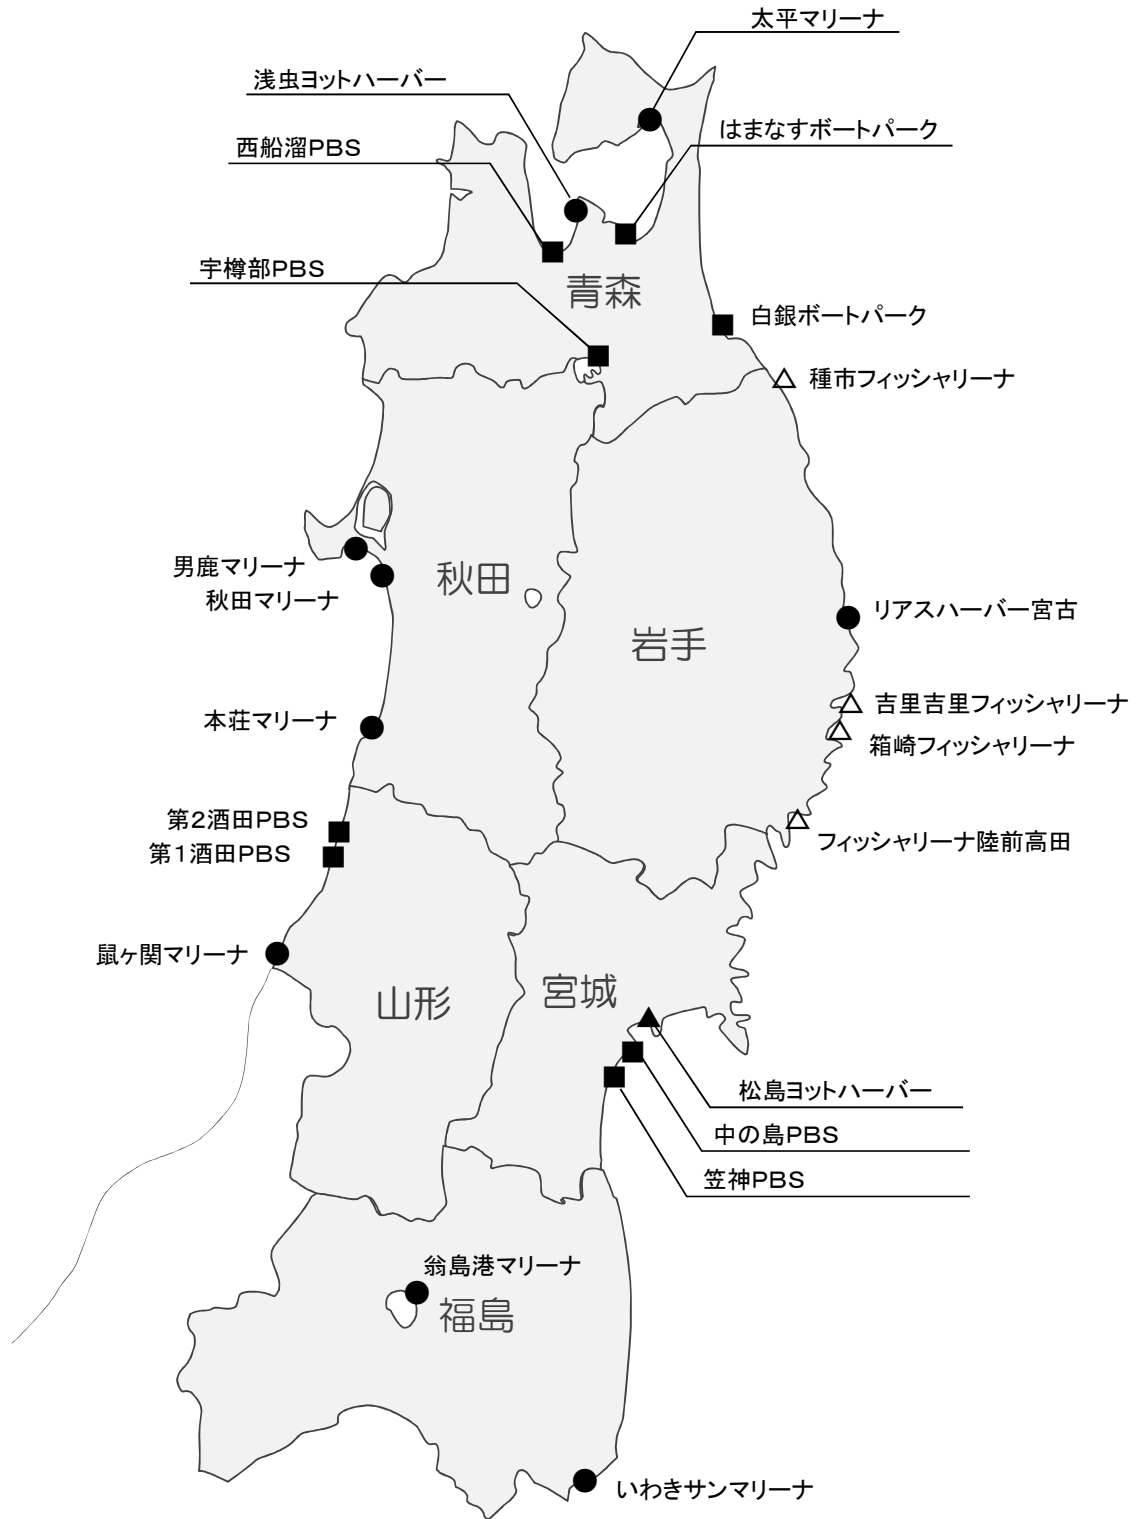 太平マリーナ
浅虫ヨットハーバー
はまなすボートパーク
西船溜PBS
宇樽部PBS
青森
白銀ボートパーク
種市フィッシャリーナ
男鹿マリーナ
秋田
秋田マリーナ
リアスハーバー宮古
岩手
吉里吉里フィッシャリーナ
本荘マリーナ
箱崎フィッシャリーナ
第2酒田PBS
フィッシャリーナ陸前高田
第1酒田PBS
鼠ヶ関マリーナ
宮城
山形
松島ヨットハーバー
中の島PBS
笠神PBS
翁島港マリーナ
福島
いわきサンマリーナ